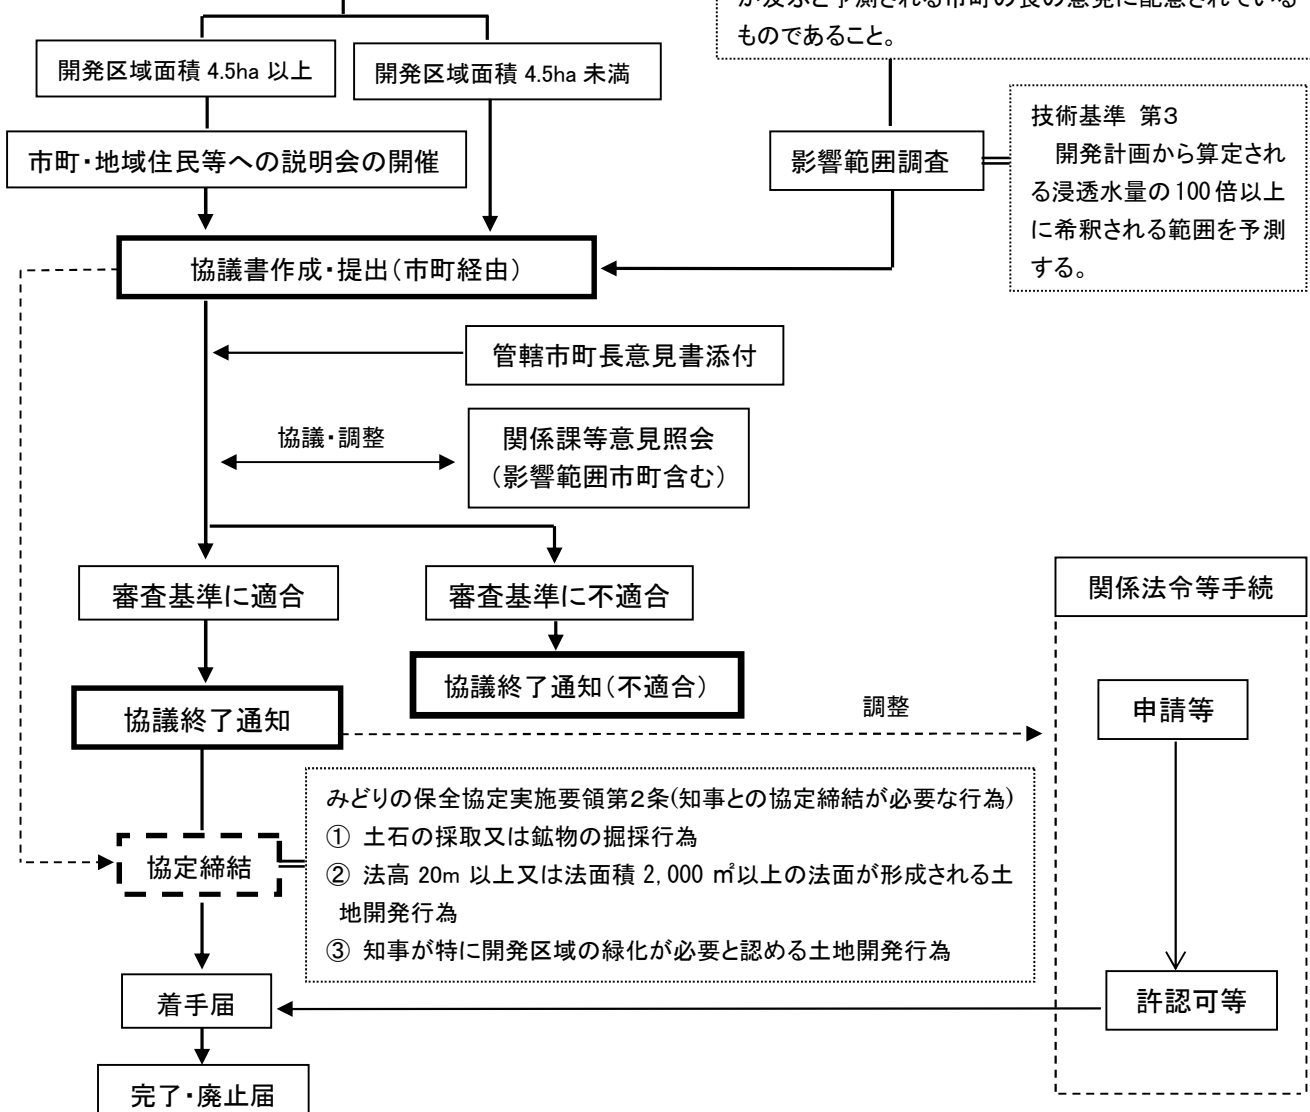 が及ぶと予測される市町の長の意見に配慮されている
ものであること。
開発区域面積 4.5ha 以上
開発区域面積 4.5ha 未満
市町・地域住民等への説明会の開催
影響範囲調査
技術基準 第3
開発計画から算定され
る浸透水量の 100 倍以上
に希釈される範囲を予測
する。
協議書作成・提出(市町経由)
管轄市町長意見書添付
協議・調整
関係課等意見照会
(影響範囲市町含む)
審査基準に適合
審査基準に不適合
関係法令等手続
協議終了通知(不適合)
協議終了通知
調整
申請等
みどりの保全協定実施要領第2条(知事との協定締結が必要な行為)
① 土石の採取又は鉱物の掘採行為
② 法高 20m 以上又は法面積 2,000 ㎡以上の法面が形成される土
地開発行為
③ 知事が特に開発区域の緑化が必要と認める土地開発行為
協定締結
着手届
許認可等
完了・廃止届